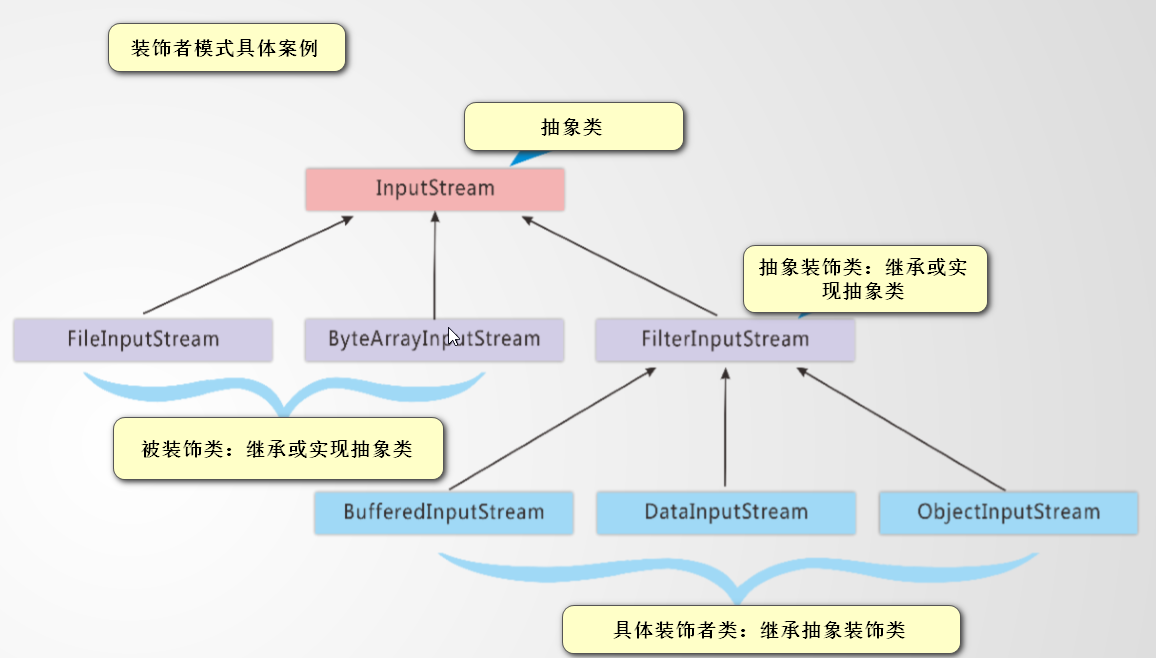 装饰者模式具体案例
抽象类
InputStream
抽象装饰类：继承或实
现抽象类
FileInputStream
ByteArrayInputStream
FilterInputStream
被装饰类：继承或实现抽象类
BufferedInputStream
DataInputStream
ObjectInputStream
具体装饰者类：继承抽象装饰类